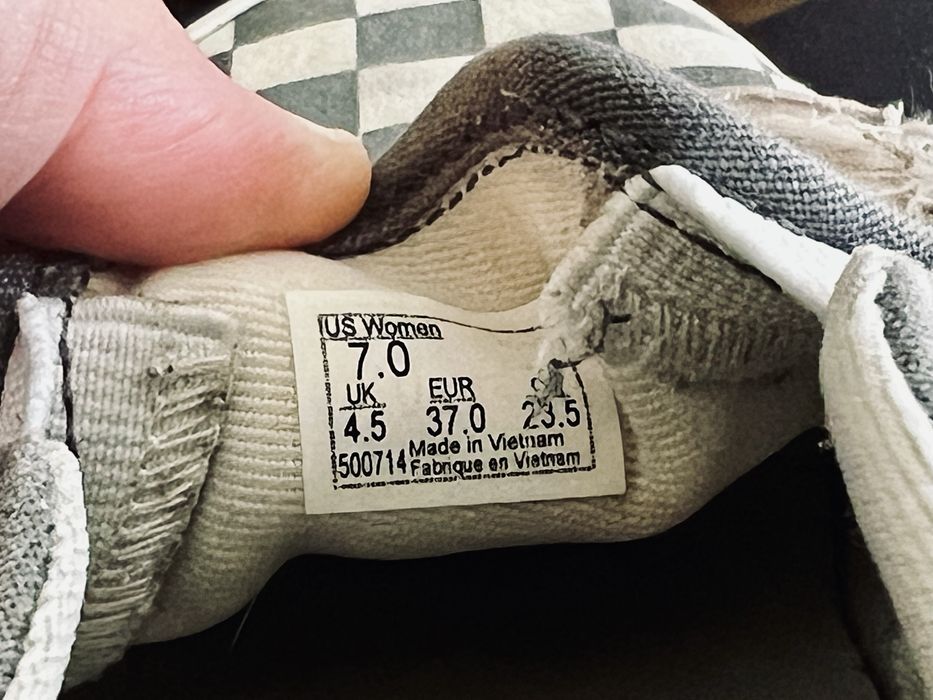 US Women
7.0
UK EUR
4.5 37.0 23.5
500714 Made in Vietnam
Fabrique en Vietnam